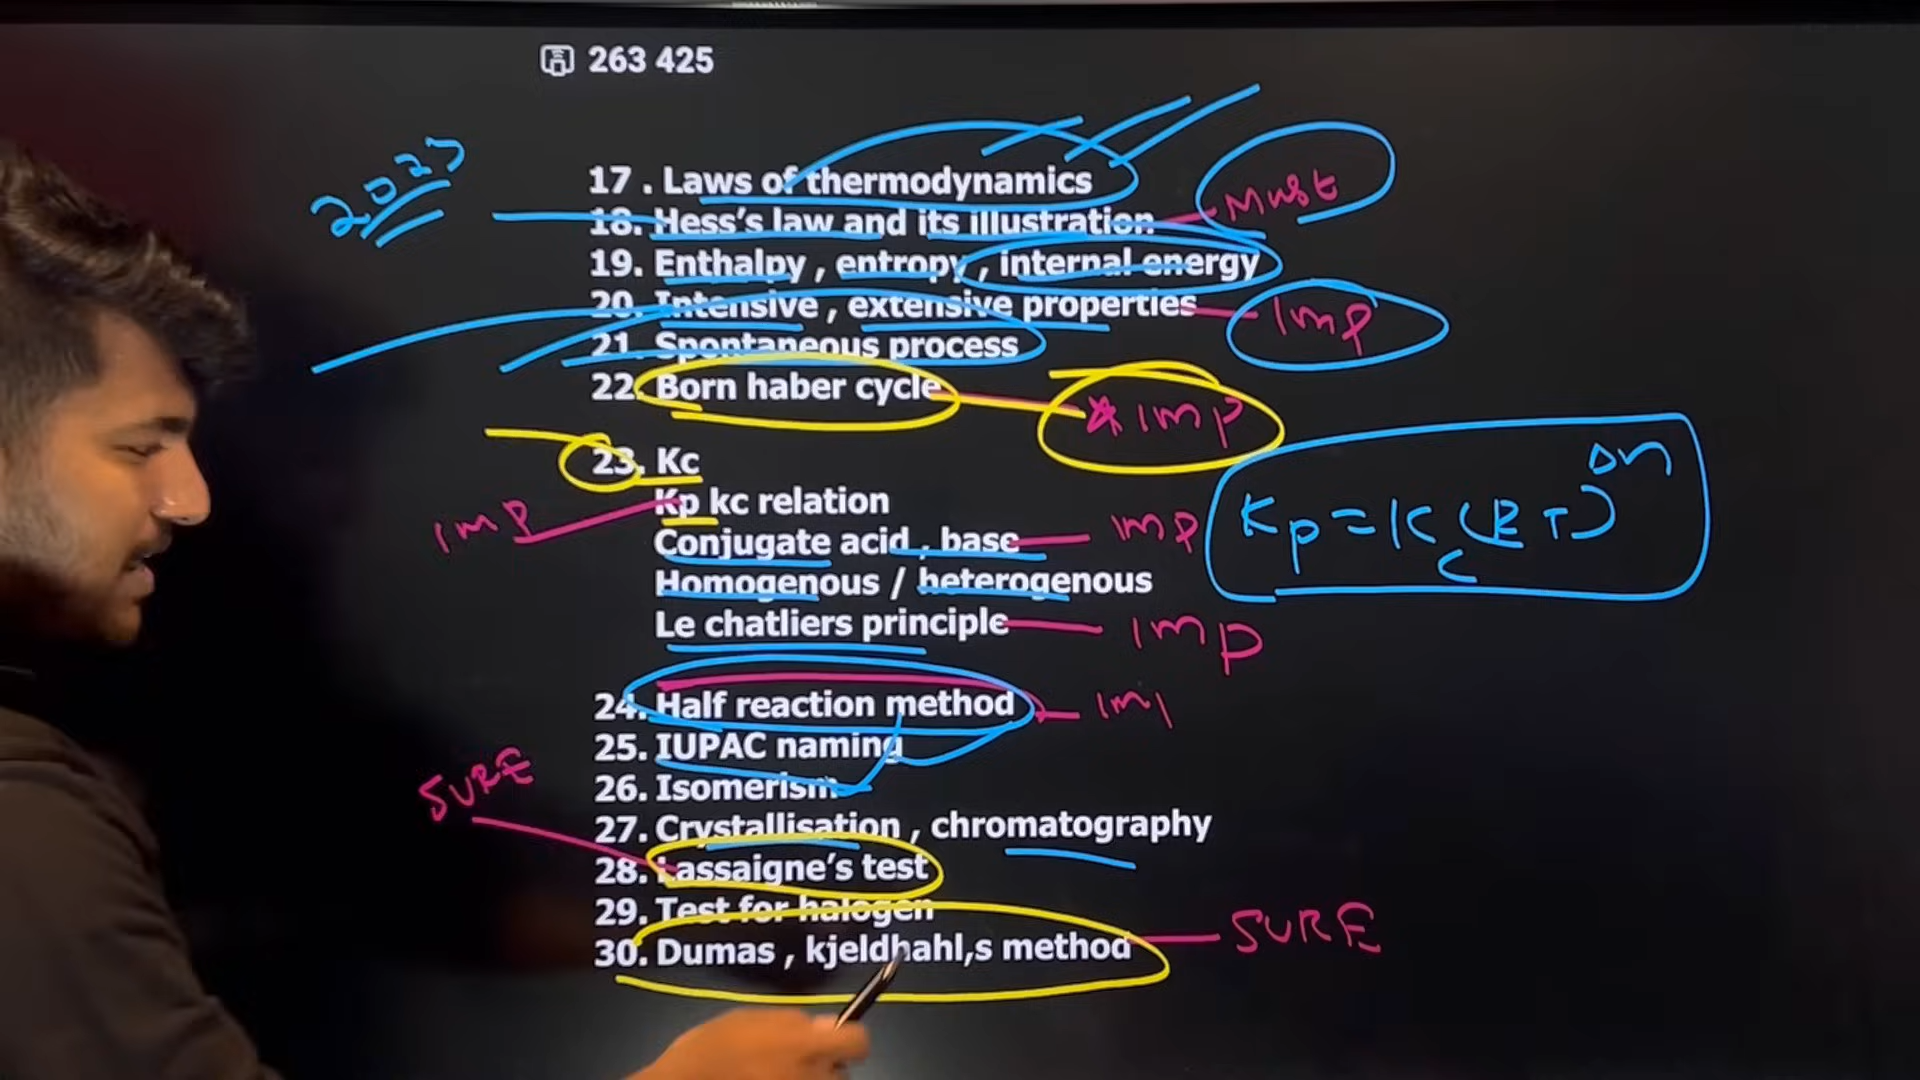 263 425
2023
17 . Laws of thermodynamics
18. Hess's law and its illustration Must
19. Enthalpy , entropy , internal energy
20. Intensive , extensive properties Imp
21. Spontaneous process
22. Born haber cycle Imp
23. Kc
Imp Kp kc relation
Conjugate acid , base Imp
Kp = Kc (RT)^Δn
Homogenous / heterogenous
Le chatliers principle Imp
24. Half reaction method Imp
25. IUPAC naming
26. Isomerism
27. Crystallisation , chromatography
SURE 28. Lassaigne's test
29. Test for halogen
30. Dumas , kjeldhahl,s method SURE